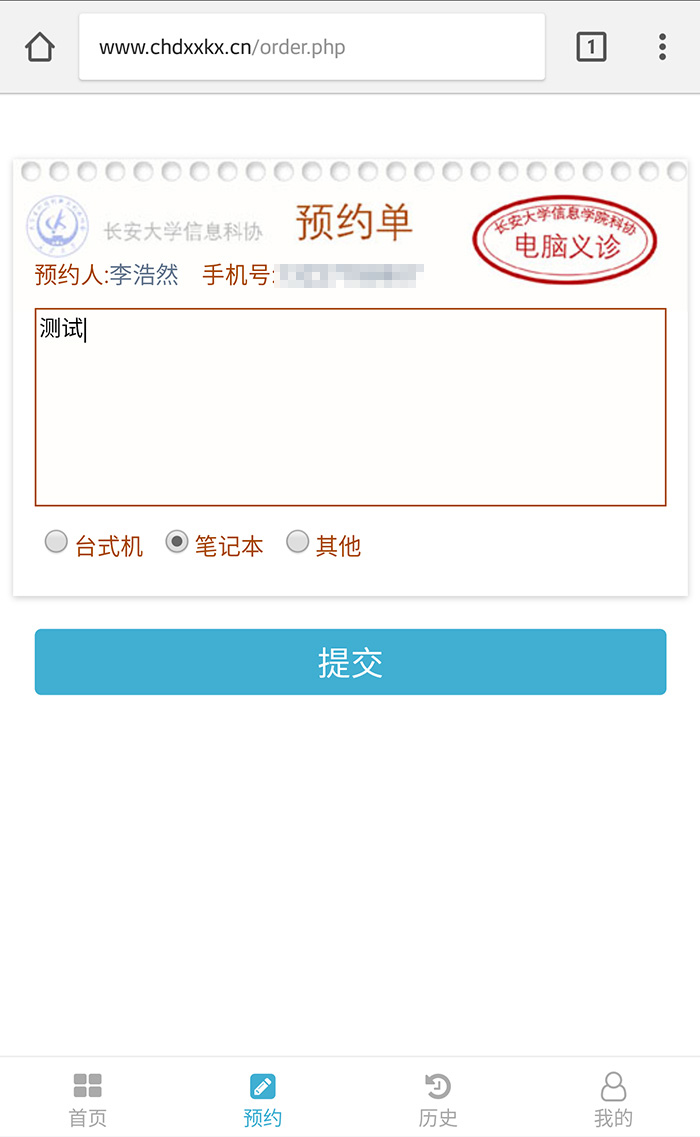 www.chdxxkx.cn/order.php
1
长安大学信息科协
预约单
长安大学信息学院科协
电脑义诊
预约人:李浩然 手机号:
测试
台式机 笔记本 其他
提交
首页 预约 历史 我的